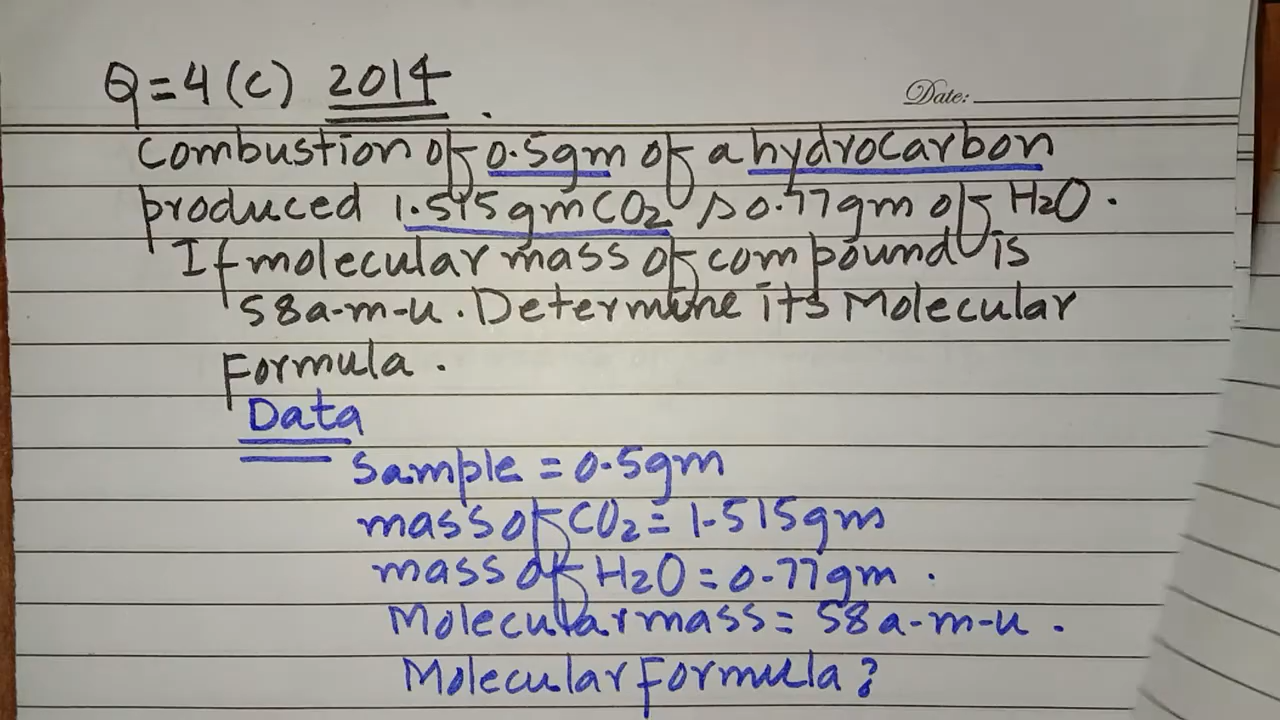 Q=4 (c) 2014
Date:
Combustion of 0.5gm of a hydrocarbon
produced 1.515gm CO₂ & 0.77gm of H₂O.
If molecular mass of compound is
58a-m-u. Determine its Molecular
Formula.
Data
Sample = 0.5gm
mass of CO₂ = 1.515gm
mass of H₂O = 0.77gm.
Molecular mass = 58a-m-u.
Molecular Formula?